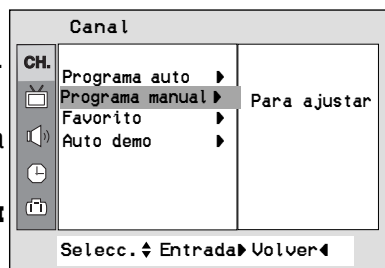 Canal
CH.
Programa auto ▶
Programa manual ▶ Para ajustar
Favorito ▶
Auto demo ▶
Selecc.⬍ Entrada▶ Volver◀